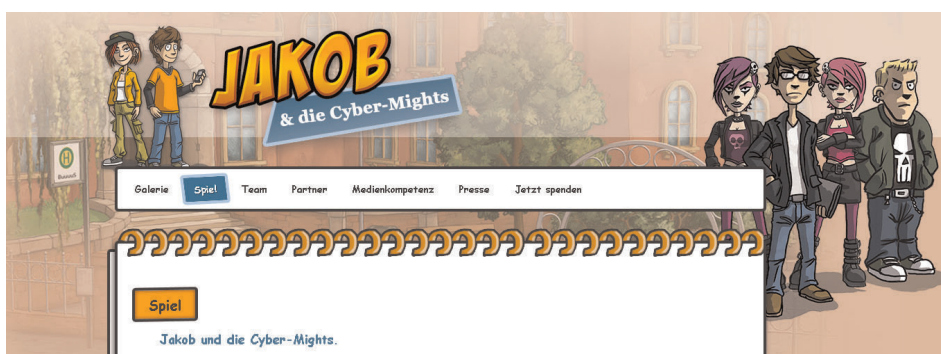 JAKOB
& die Cyber-Mights
H
Galerie Spiel Team Partner Medienkompetenz Presse Jetzt spenden
Spiel
Jakob und die Cyber-Mights.